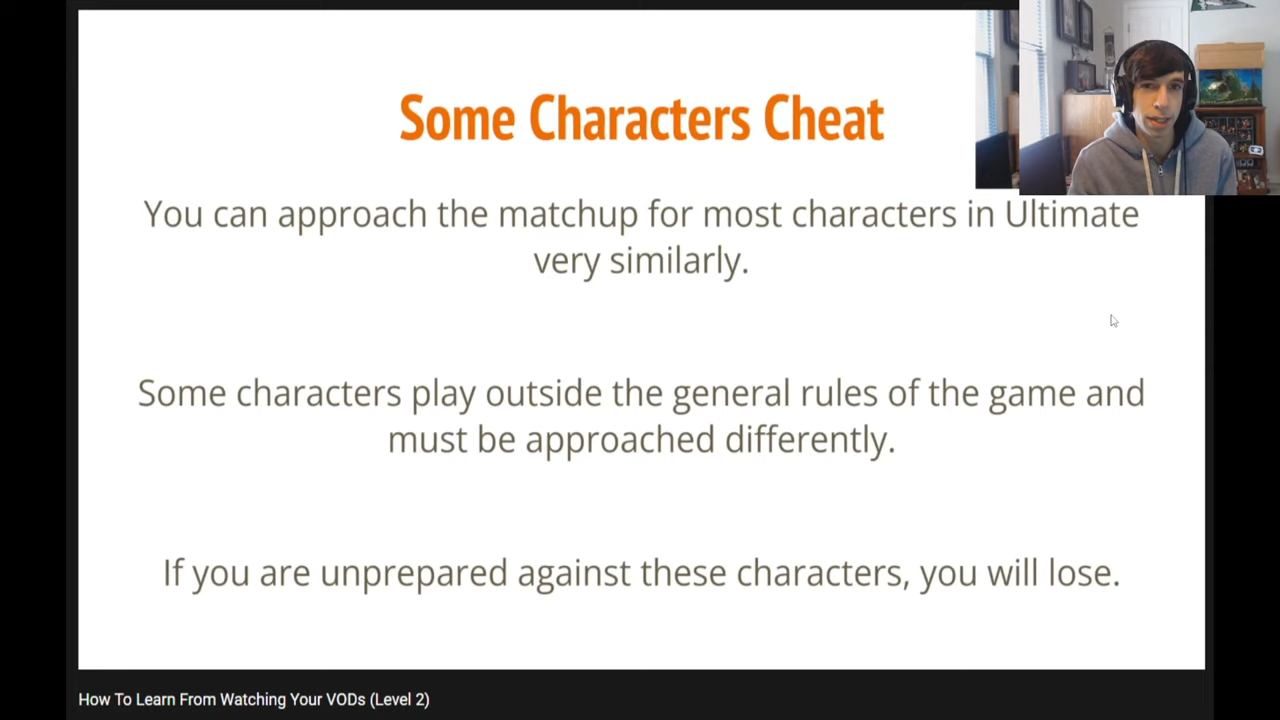 Some Characters Cheat
You can approach the matchup for most characters in Ultimate
very similarly.
Some characters play outside the general rules of the game and
must be approached differently.
If you are unprepared against these characters, you will lose.
How To Learn From Watching Your VODs (Level 2)